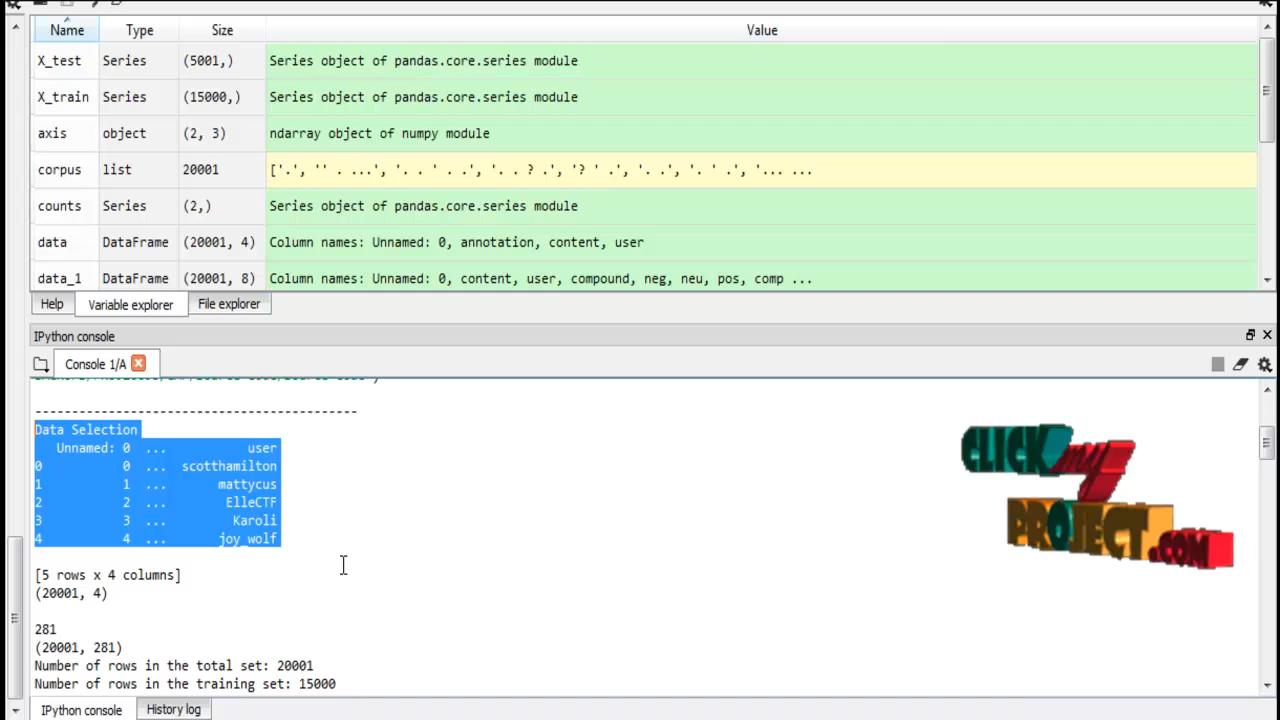 Name Type Size Value
X_test Series (5001,) Series object of pandas.core.series module
X_train Series (15000,) Series object of pandas.core.series module
axis object (2, 3) ndarray object of numpy module
corpus list 20001 ['.', '' . ...', '. . ' . .', '. . ? .', '? ' .', '. .', '. ' .', '... ...
counts Series (2,) Series object of pandas.core.series module
data DataFrame (20001, 4) Column names: Unnamed: 0, annotation, content, user
data_1 DataFrame (20001, 8) Column names: Unnamed: 0, content, user, compound, neg, neu, pos, comp ...
Help Variable explorer File explorer
IPython console
Console 1/A
-------------------------------------------
Data Selection
Unnamed: 0 ... user
0 0 ... scotthamilton
1 1 ... mattycus
2 2 ... ElleCTF
3 3 ... Karoli
4 4 ... joy_wolf
[5 rows x 4 columns]
(20001, 4)
281
(20001, 281)
Number of rows in the total set: 20001
Number of rows in the training set: 15000
CLICK MY
PROJECT.COM
IPython console History log